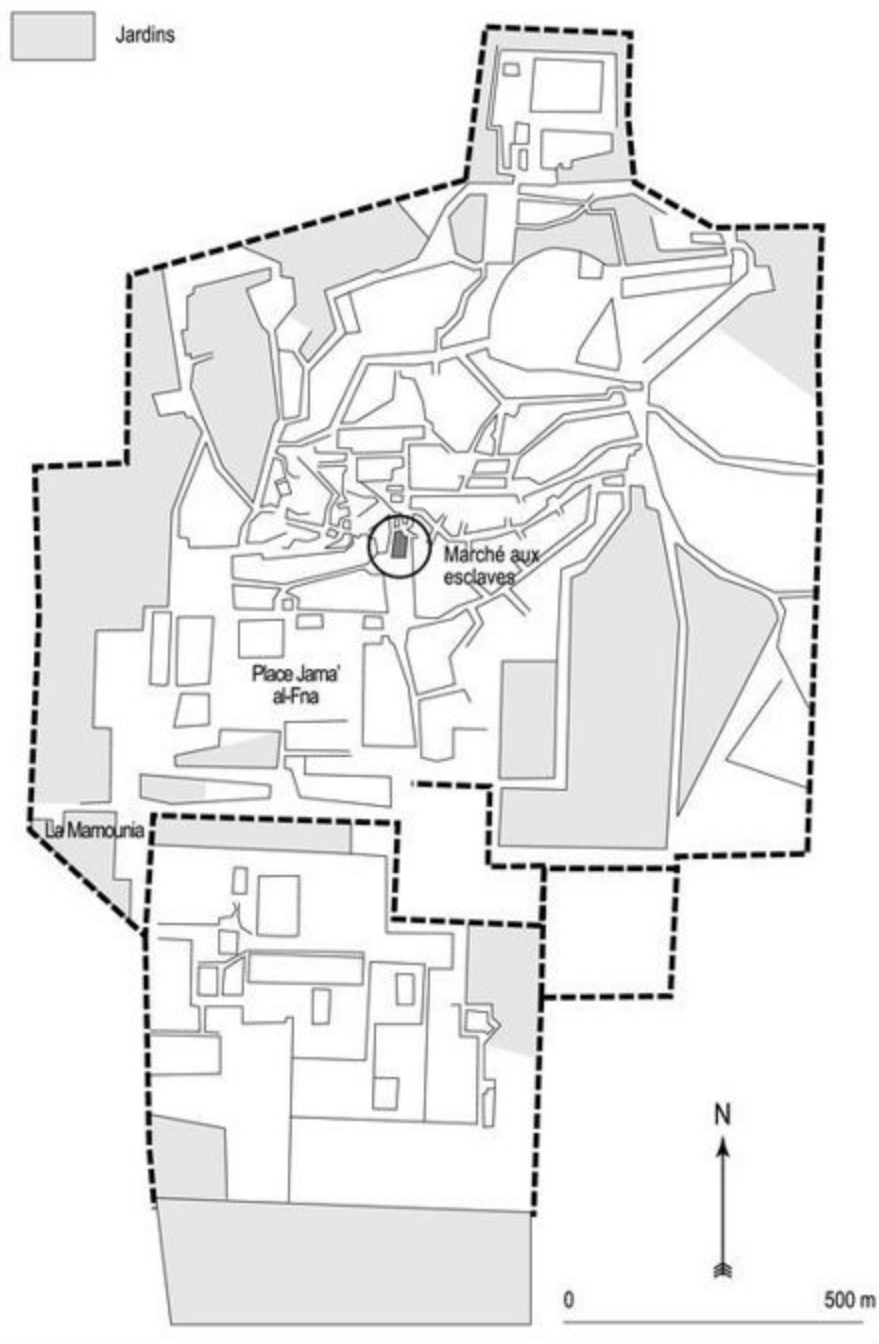 Jardins
Marché aux
esclaves
Place Jama'
al-Fna
La Mamounia
N
0
500 m